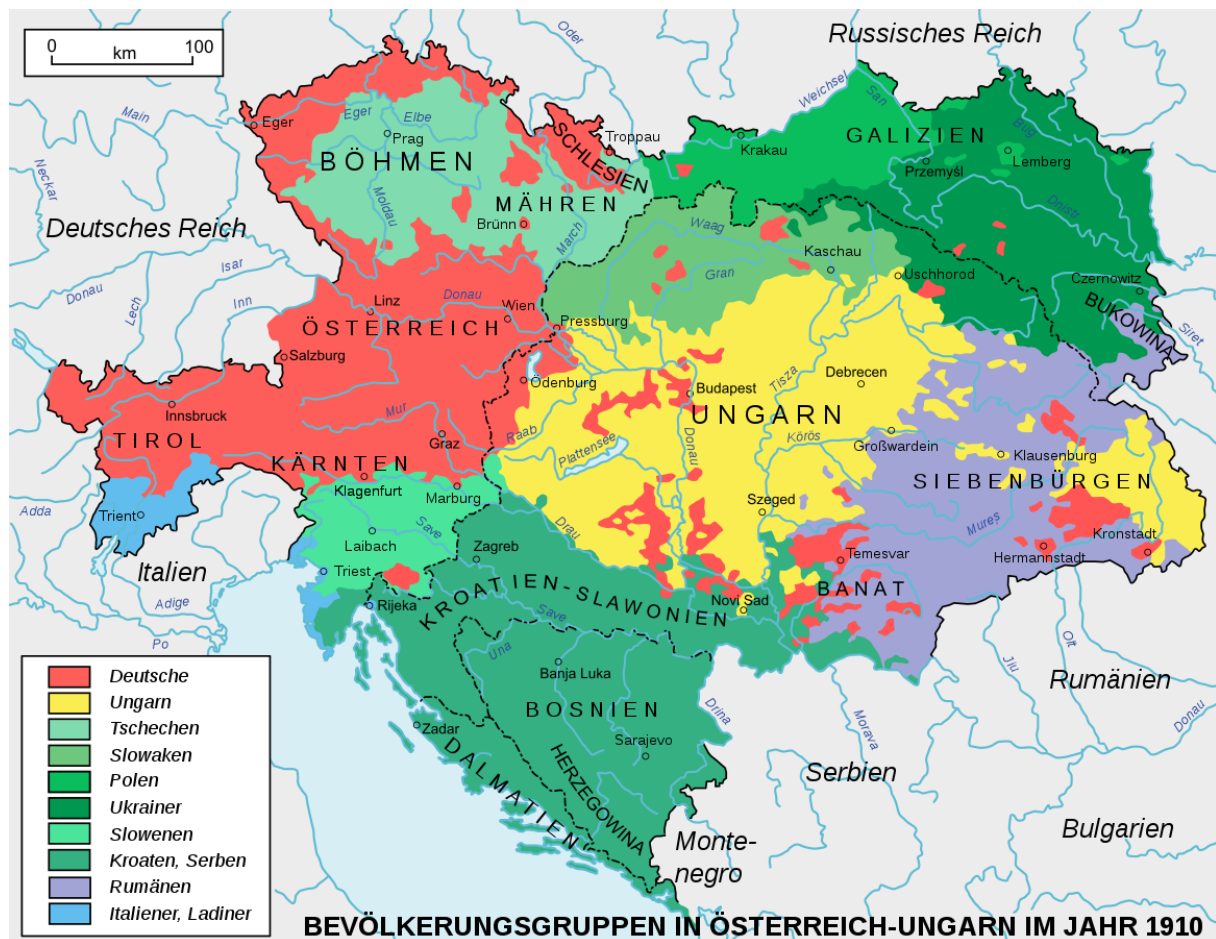 0 100
km
Russisches Reich
Deutsches Reich
Italien
Rumänien
Serbien
Bulgarien
Monte-
negro
BÖHMEN
MÄHREN
SCHLESIEN
GALIZIEN
BUKOWINA
ÖSTERREICH
TIROL
KÄRNTEN
UNGARN
SIEBENBÜRGEN
BANAT
KROATIEN-SLAWONIEN
BOSNIEN
HERZEGOWINA
DALMATIEN
Eger
Prag
Troppau
Brünn
Krakau
Przemyśl
Lemberg
Czernowitz
Kaschau
Uschhorod
Linz
Wien
Pressburg
Salzburg
Ödenburg
Budapest
Debrecen
Innsbruck
Graz
Großwardein
Klausenburg
Klagenfurt
Marburg
Szeged
Trient
Laibach
Zagreb
Temesvar
Hermannstadt
Kronstadt
Triest
Rijeka
Novi Sad
Banja Luka
Zadar
Sarajevo
Oder
Weichsel
San
Bug
Dnistr
Siret
Main
Neckar
Eger
Elbe
Moldau
March
Waag
Gran
Isar
Inn
Donau
Lech
Donau
Mur
Raab
Plattensee
Donau
Tisza
Körös
Mures
Drau
Save
Adda
Adige
Po
Save
Una
Drina
Morava
Jiu
Olt
Donau
Deutsche
Ungarn
Tschechen
Slowaken
Polen
Ukrainer
Slowenen
Kroaten, Serben
Rumänen
Italiener, Ladiner
BEVÖLKERUNGSGRUPPEN IN ÖSTERREICH-UNGARN IM JAHR 1910